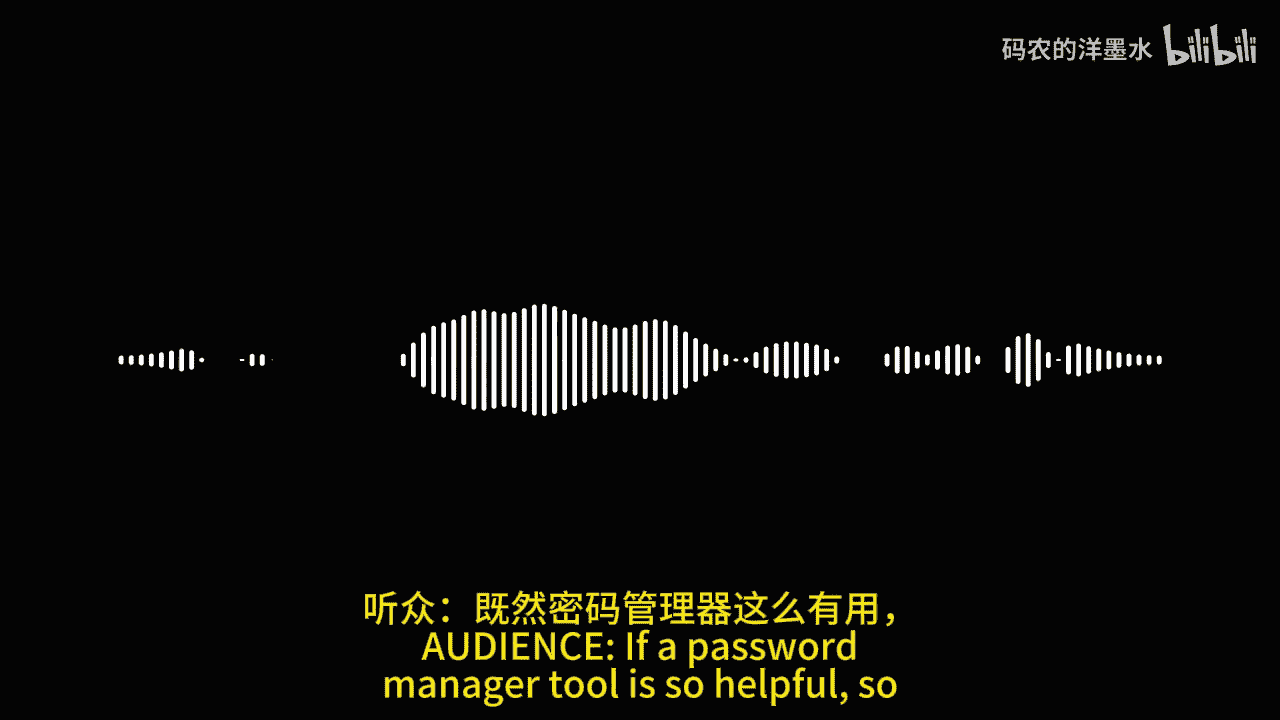 码农的洋墨水 bilibili
听众：既然密码管理器这么有用，
AUDIENCE: If a password
manager tool is so helpful, so